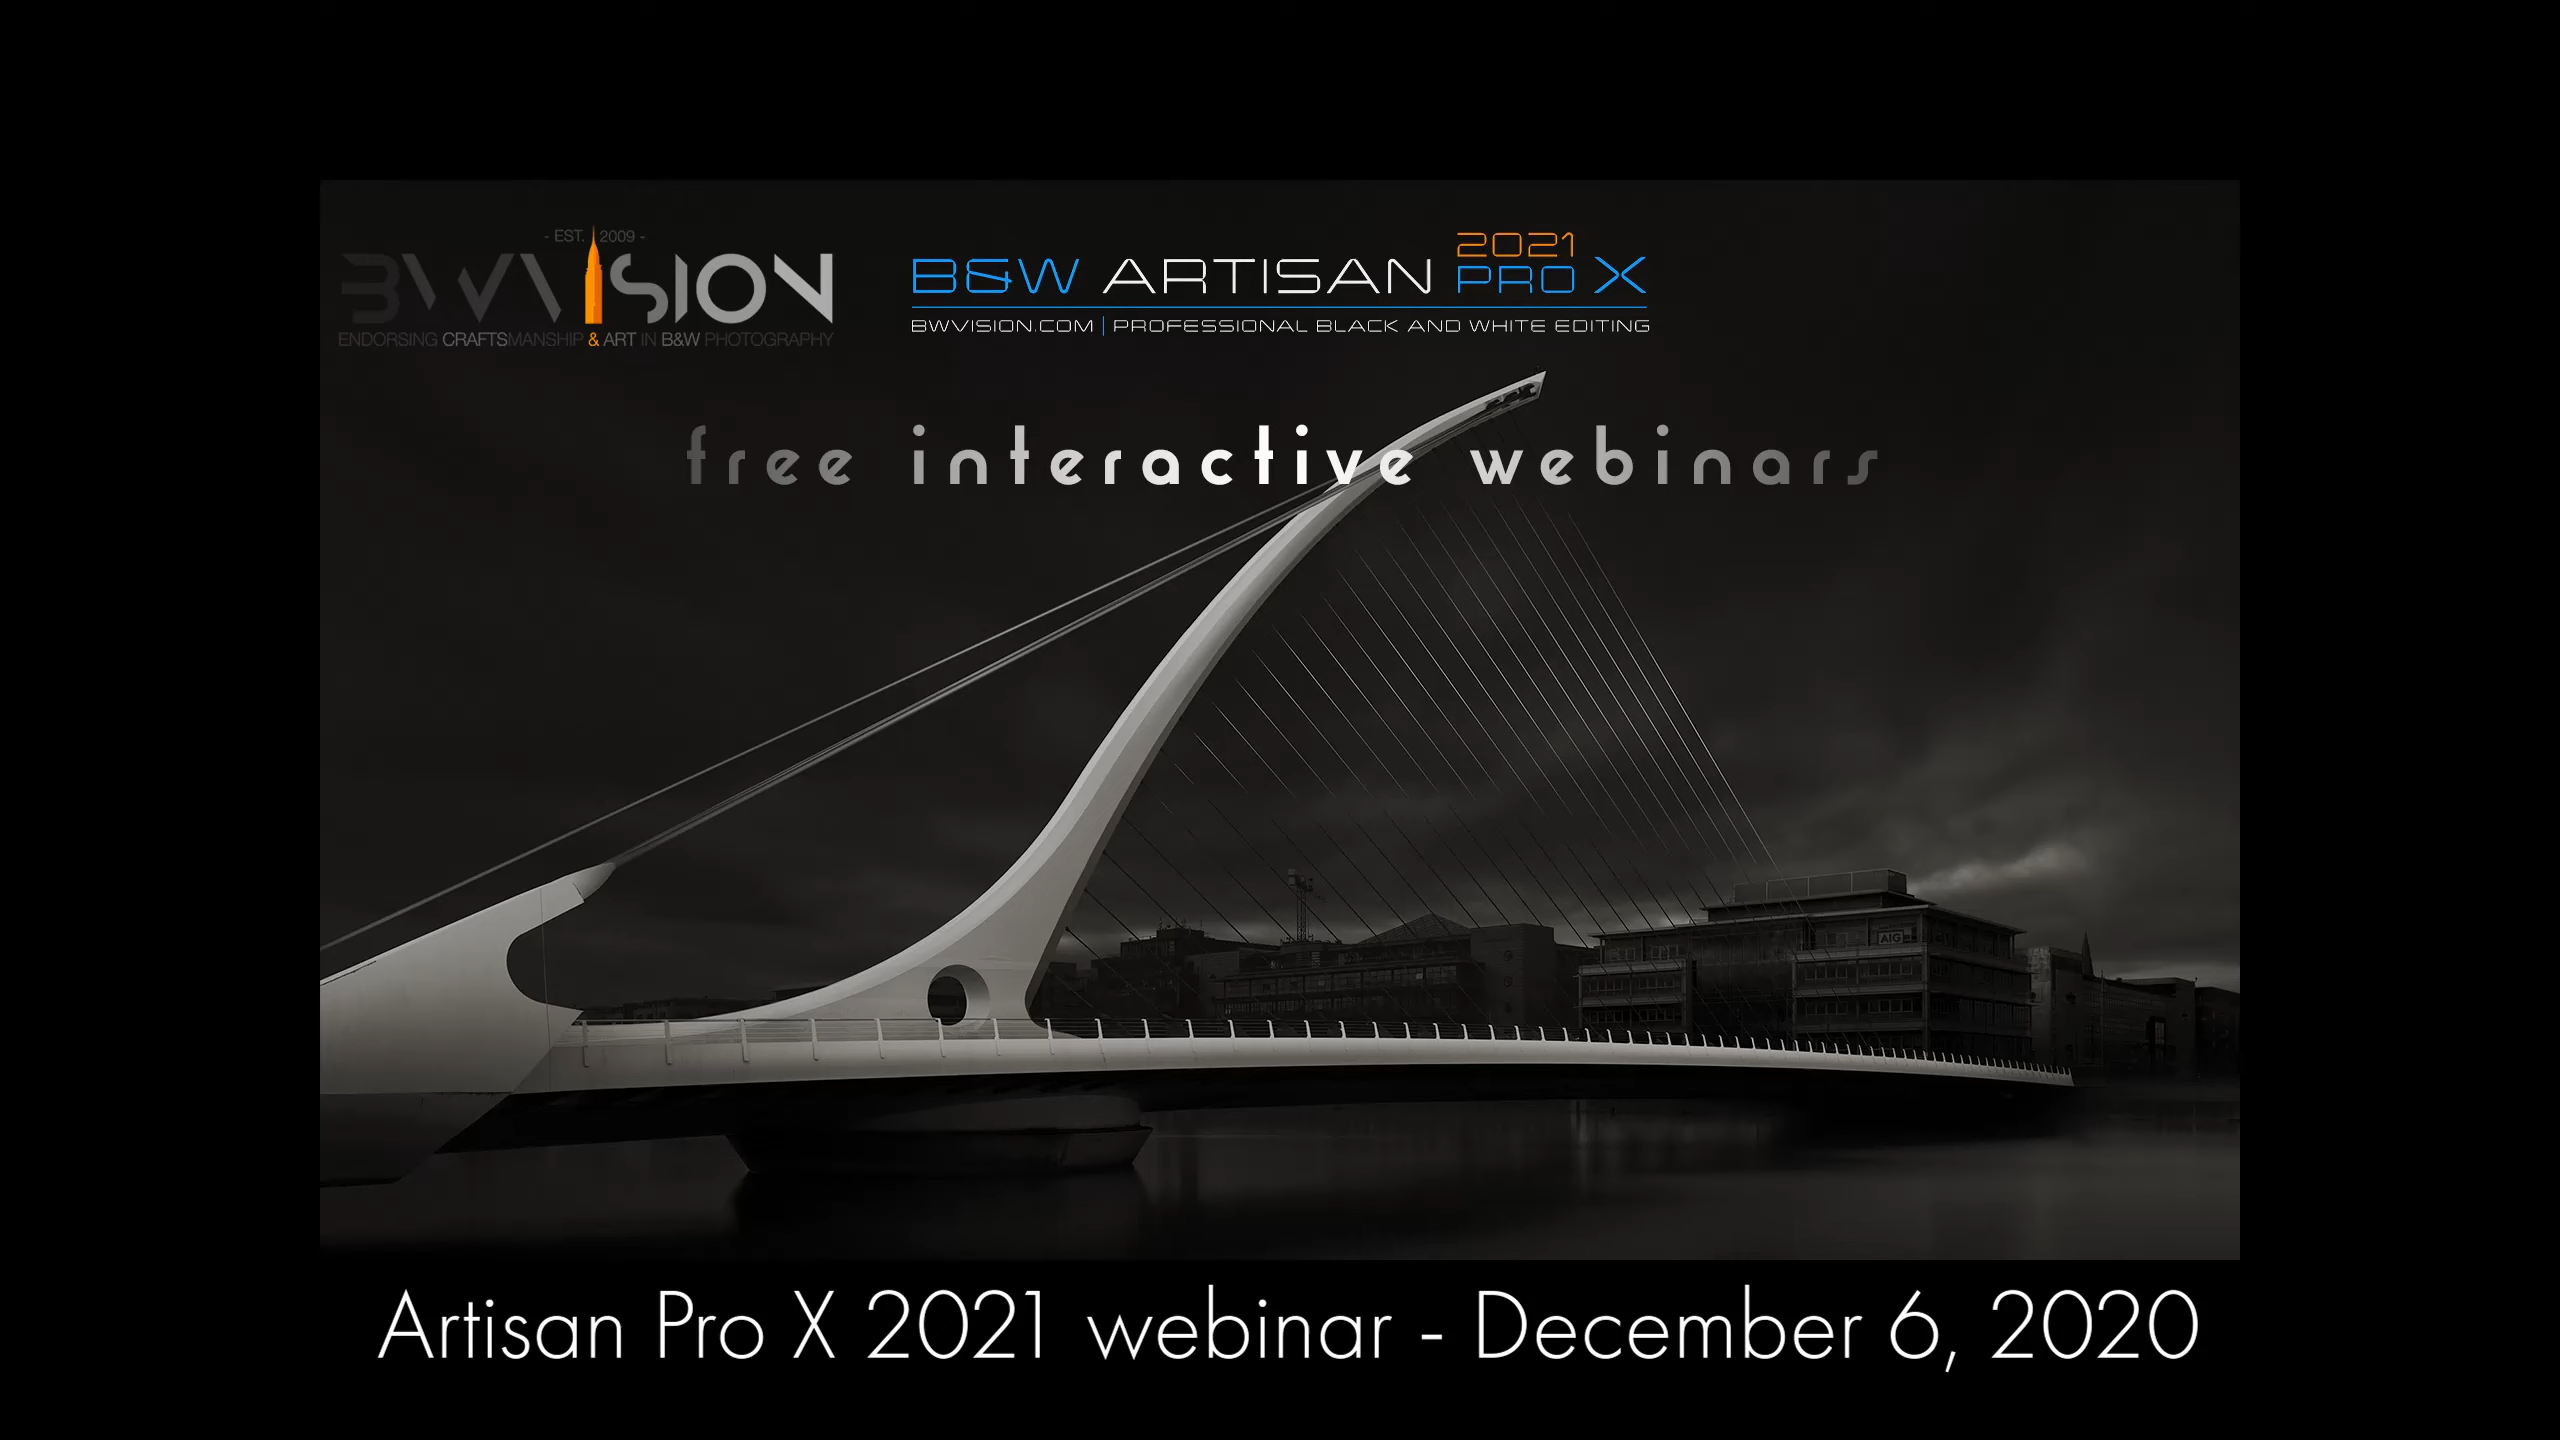 - EST. 2009 -
BWVISION
ENDORSING CRAFTSMANSHIP & ART IN B&W PHOTOGRAPHY
2021
B&W ARTISAN PRO X
BWVISION.COM | PROFESSIONAL BLACK AND WHITE EDITING
free interactive webinars
AIG
Artisan Pro X 2021 webinar - December 6, 2020